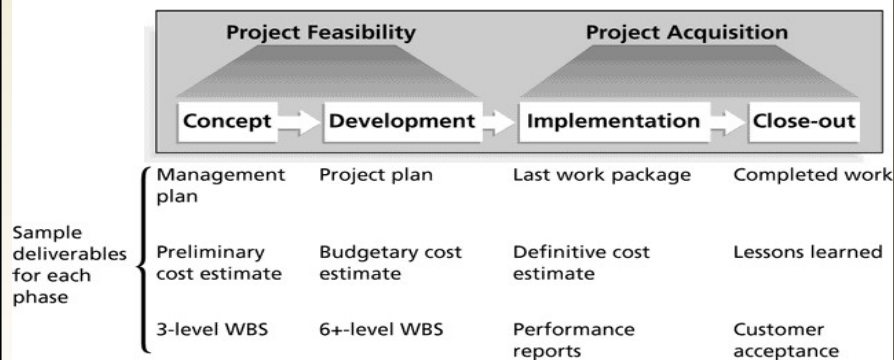 Project Feasibility
Project Acquisition
Concept
Development
Implementation
Close-out
Sample
deliverables
for each
phase
Management
plan
Project plan
Last work package
Completed work
Preliminary
cost estimate
Budgetary cost
estimate
Definitive cost
estimate
Lessons learned
3-level WBS
6+-level WBS
Performance
reports
Customer
acceptance